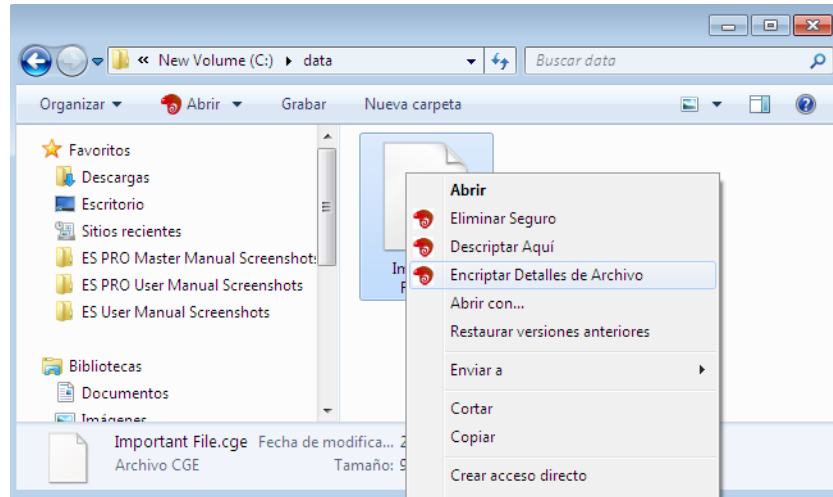 « New Volume (C:) ▸ data
Buscar data
Organizar
Abrir
Grabar
Nueva carpeta
Favoritos
Descargas
Escritorio
Sitios recientes
ES PRO Master Manual Screenshots
ES PRO User Manual Screenshots
ES User Manual Screenshots
Bibliotecas
Documentos
Imágenes
Abrir
Eliminar Seguro
Descriptar Aquí
Encriptar Detalles de Archivo
Abrir con...
Restaurar versiones anteriores
Enviar a
Cortar
Copiar
Crear acceso directo
Important File.cge Fecha de modifica... 2
Archivo CGE Tamaño: 9